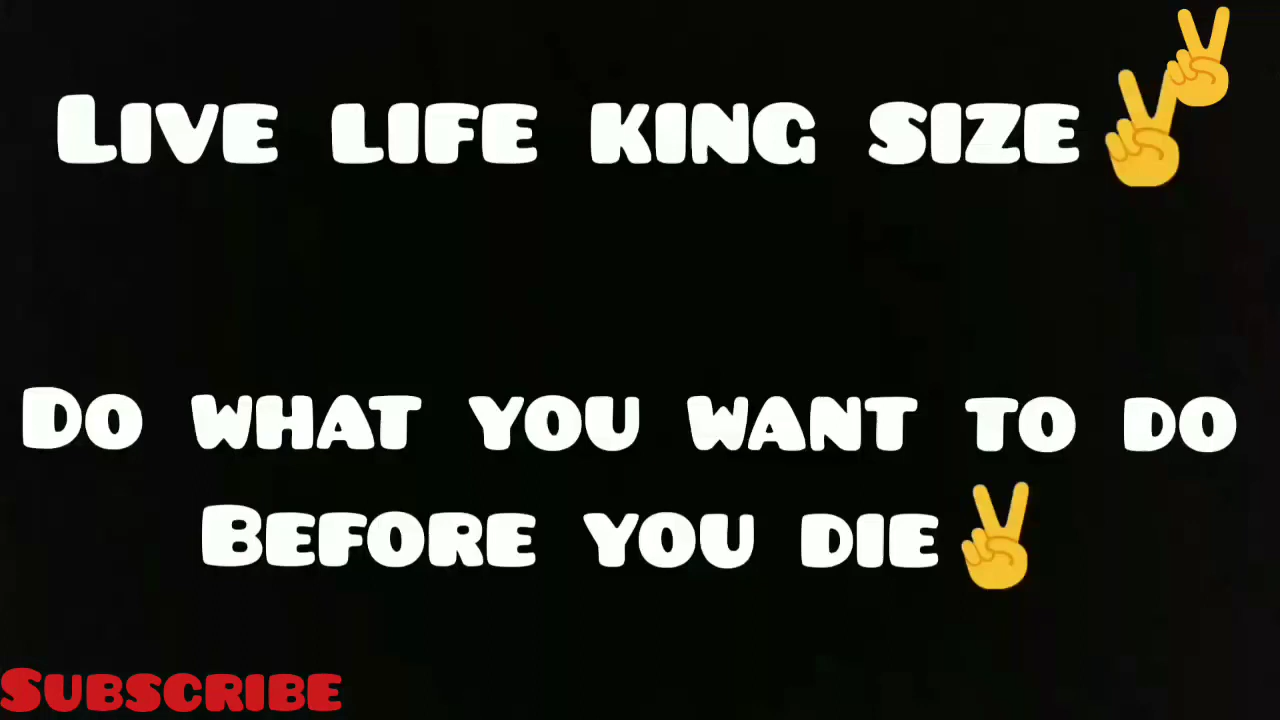 Live life king size✌✌
Do what you want to do
Before you die✌
Subscribe